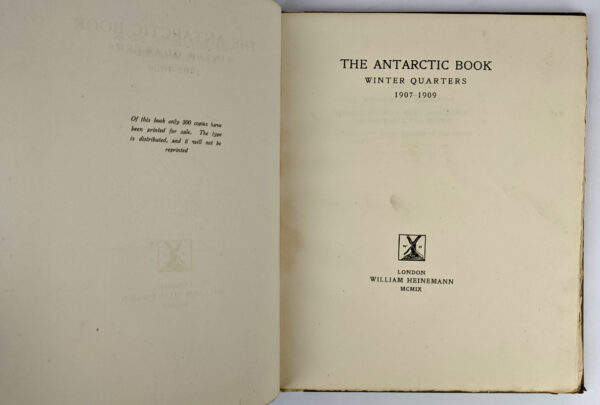 Of this book only 300 copies have
been printed for sale. The type
is distributed, and it will not be
reprinted
THE ANTARCTIC BOOK
WINTER QUARTERS
1907-1909
W H
LONDON
WILLIAM HEINEMANN
MCMIX